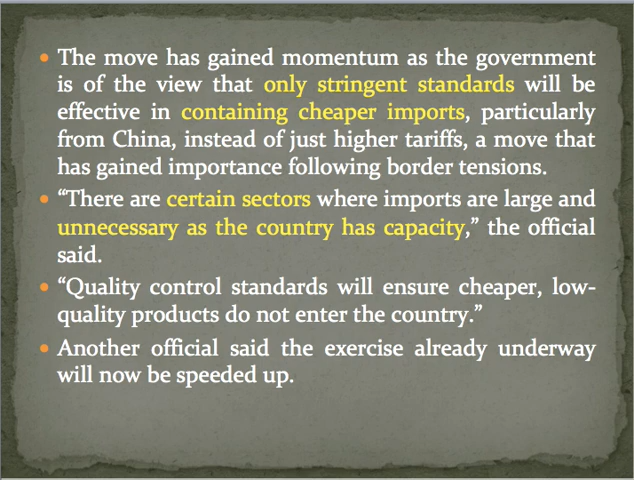 • The move has gained momentum as the government
is of the view that only stringent standards will be
effective in containing cheaper imports, particularly
from China, instead of just higher tariffs, a move that
has gained importance following border tensions.
• “There are certain sectors where imports are large and
unnecessary as the country has capacity,” the official
said.
• “Quality control standards will ensure cheaper, low-
quality products do not enter the country.”
• Another official said the exercise already underway
will now be speeded up.